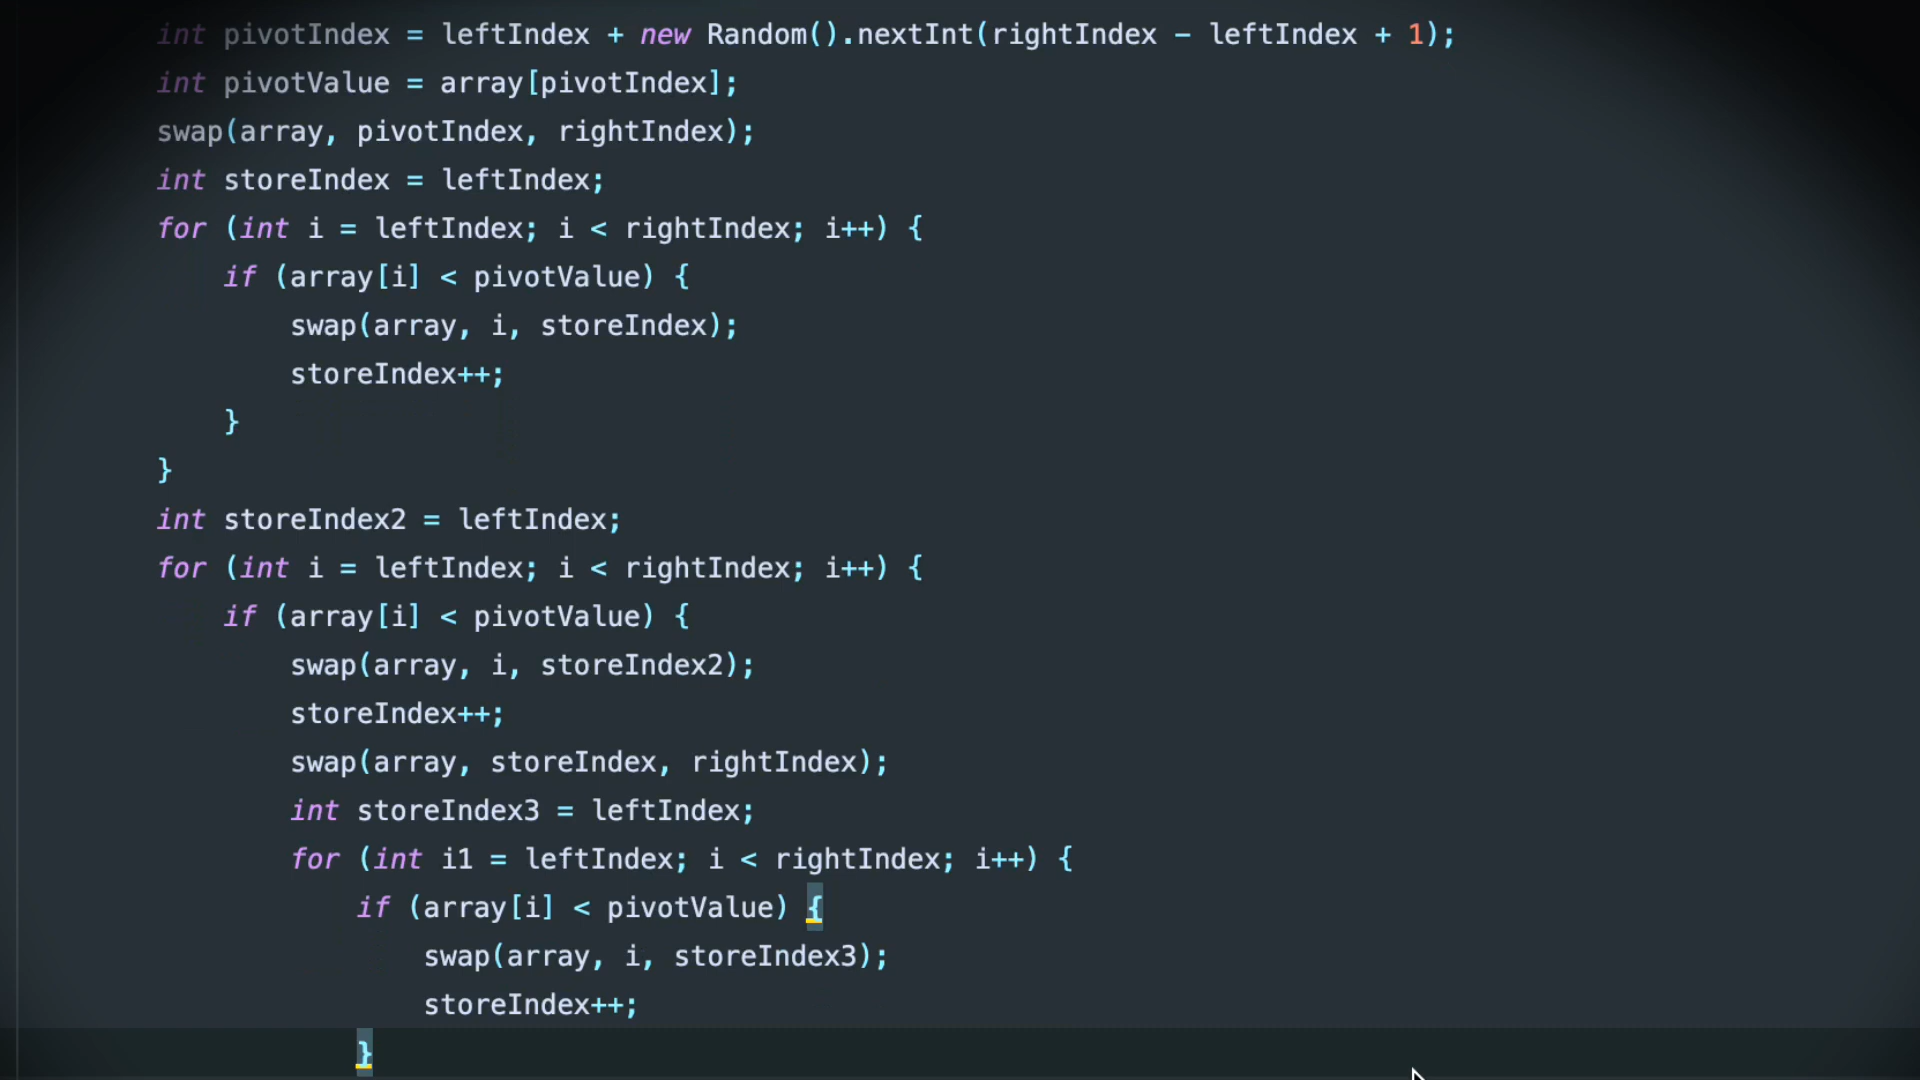 int pivotIndex = leftIndex + new Random().nextInt(rightIndex - leftIndex + 1);
int pivotValue = array[pivotIndex];
swap(array, pivotIndex, rightIndex);
int storeIndex = leftIndex;
for (int i = leftIndex; i < rightIndex; i++) {
    if (array[i] < pivotValue) {
        swap(array, i, storeIndex);
        storeIndex++;
    }
}
int storeIndex2 = leftIndex;
for (int i = leftIndex; i < rightIndex; i++) {
    if (array[i] < pivotValue) {
        swap(array, i, storeIndex2);
        storeIndex++;
        swap(array, storeIndex, rightIndex);
        int storeIndex3 = leftIndex;
        for (int i1 = leftIndex; i < rightIndex; i++) {
            if (array[i] < pivotValue) {
                swap(array, i, storeIndex3);
                storeIndex++;
            }